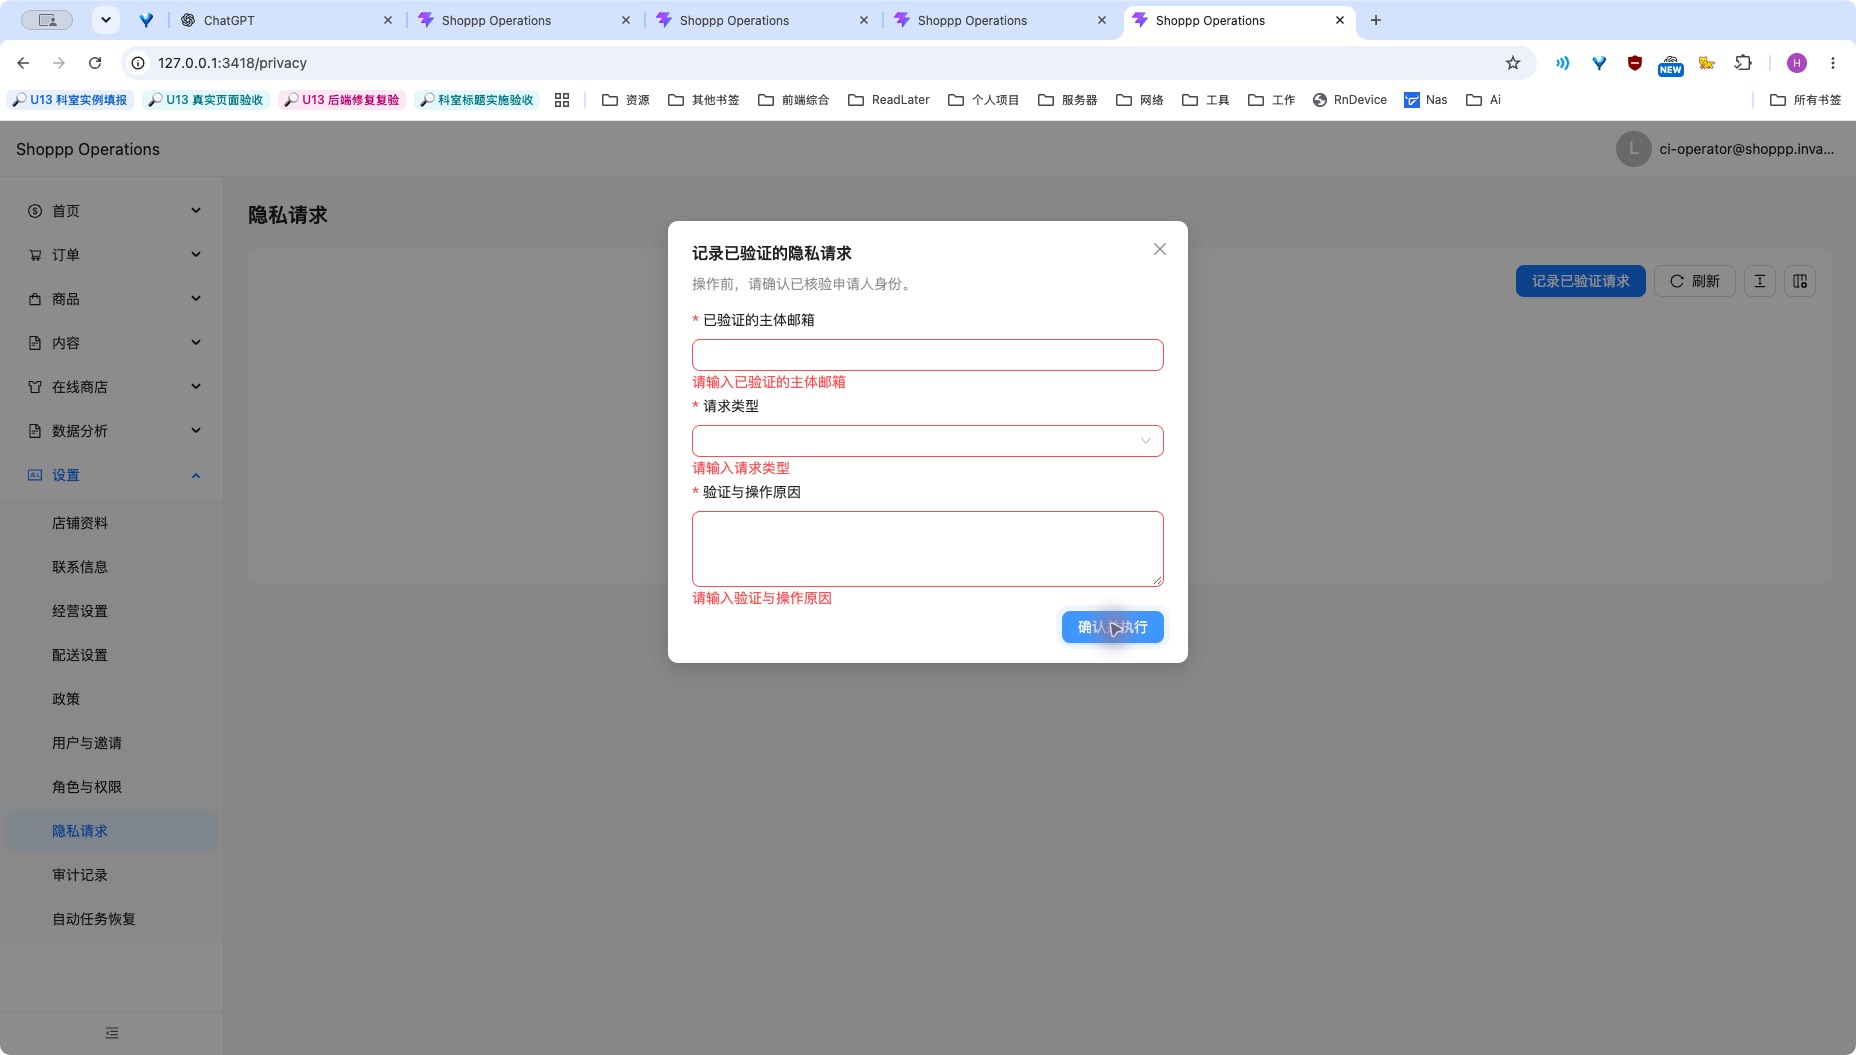 ChatGPT
Shoppp Operations
Shoppp Operations
Shoppp Operations
Shoppp Operations
127.0.0.1:3418/privacy
NEW
H
U13 科室实例填报
U13 真实页面验收
U13 后端修复复验
科室标题实施验收
资源
其他书签
前端综合
ReadLater
个人项目
服务器
网络
工具
工作
RnDevice
Nas
Ai
所有书签
Shoppp Operations
L
ci-operator@shoppp.inva...
首页
订单
商品
内容
在线商店
数据分析
设置
店铺资料
联系信息
经营设置
配送设置
政策
用户与邀请
角色与权限
隐私请求
审计记录
自动任务恢复
隐私请求
记录已验证请求
刷新
记录已验证的隐私请求
操作前，请确认已核验申请人身份。
* 已验证的主体邮箱
请输入已验证的主体邮箱
* 请求类型
请输入请求类型
* 验证与操作原因
请输入验证与操作原因
确认并执行